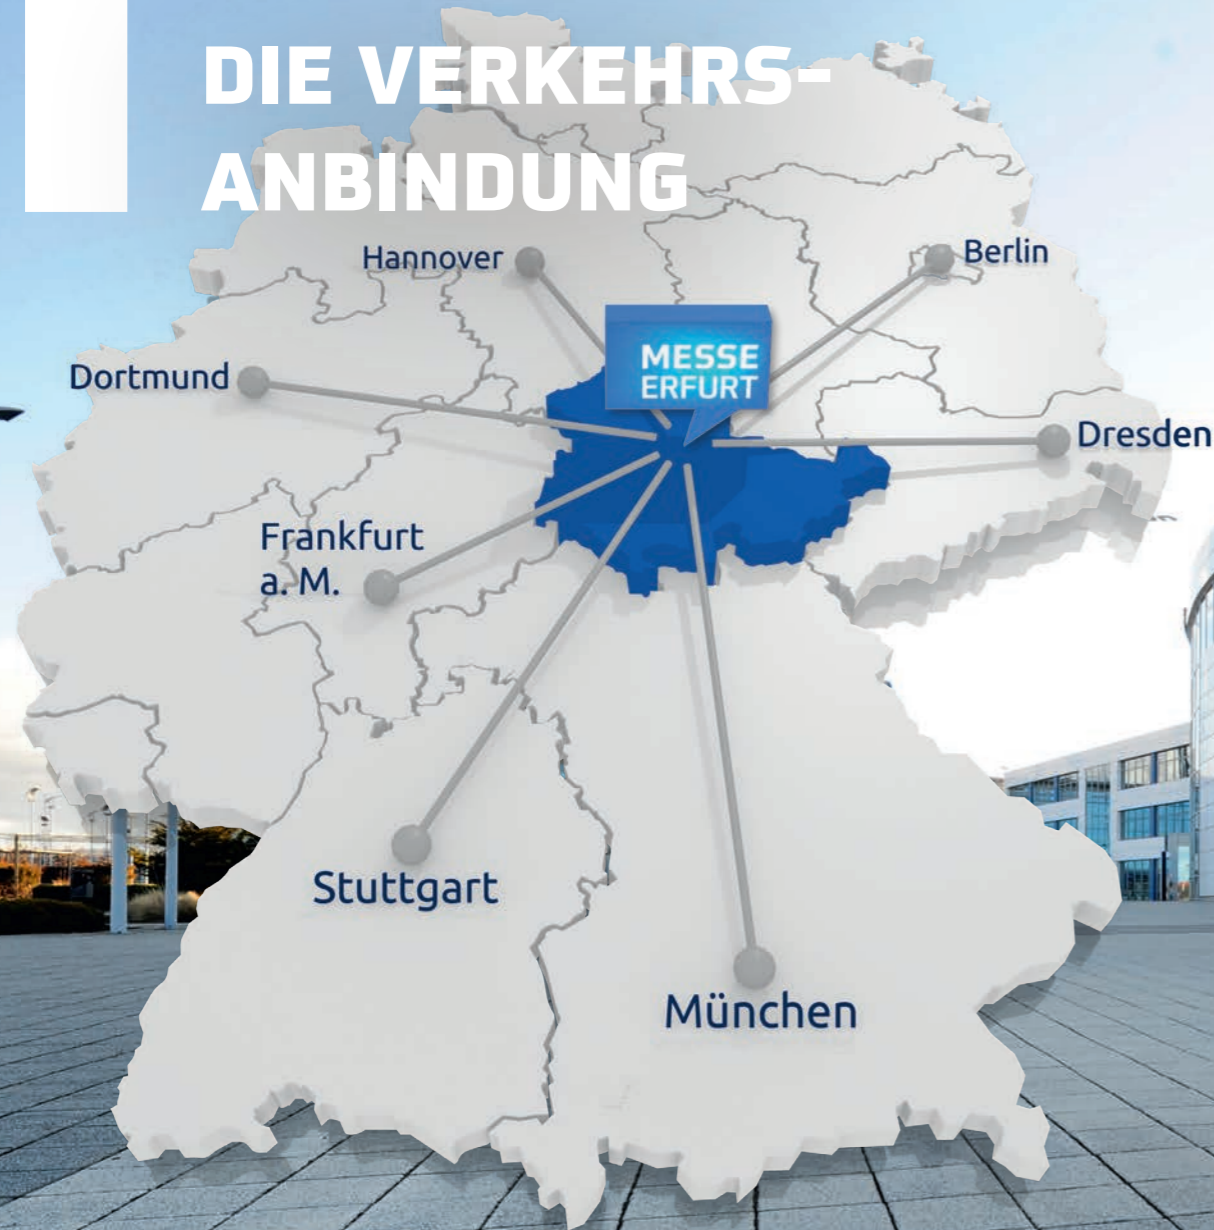 DIE VERKEHRS-
ANBINDUNG
Hannover
Berlin
MESSE
ERFURT
Dortmund
Dresden
Frankfurt
a. M.
Stuttgart
München